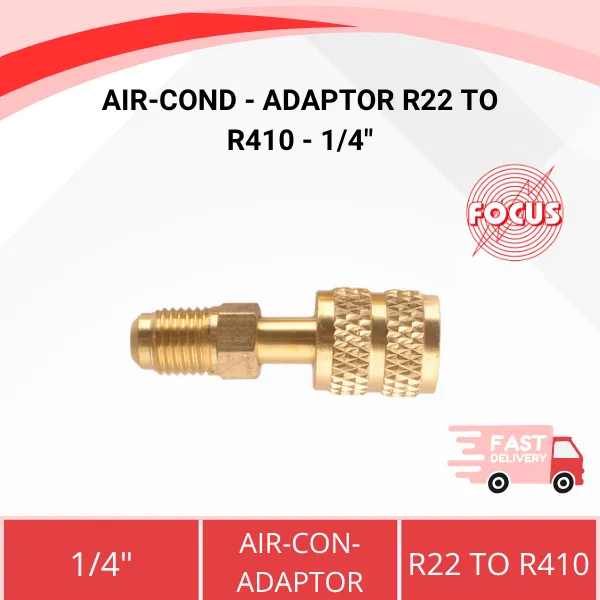 AIR-COND - ADAPTOR R22 TO
R410 - 1/4"
FOCUS
FAST
DELIVERY
1/4"
AIR-CON-
ADAPTOR
R22 TO R410